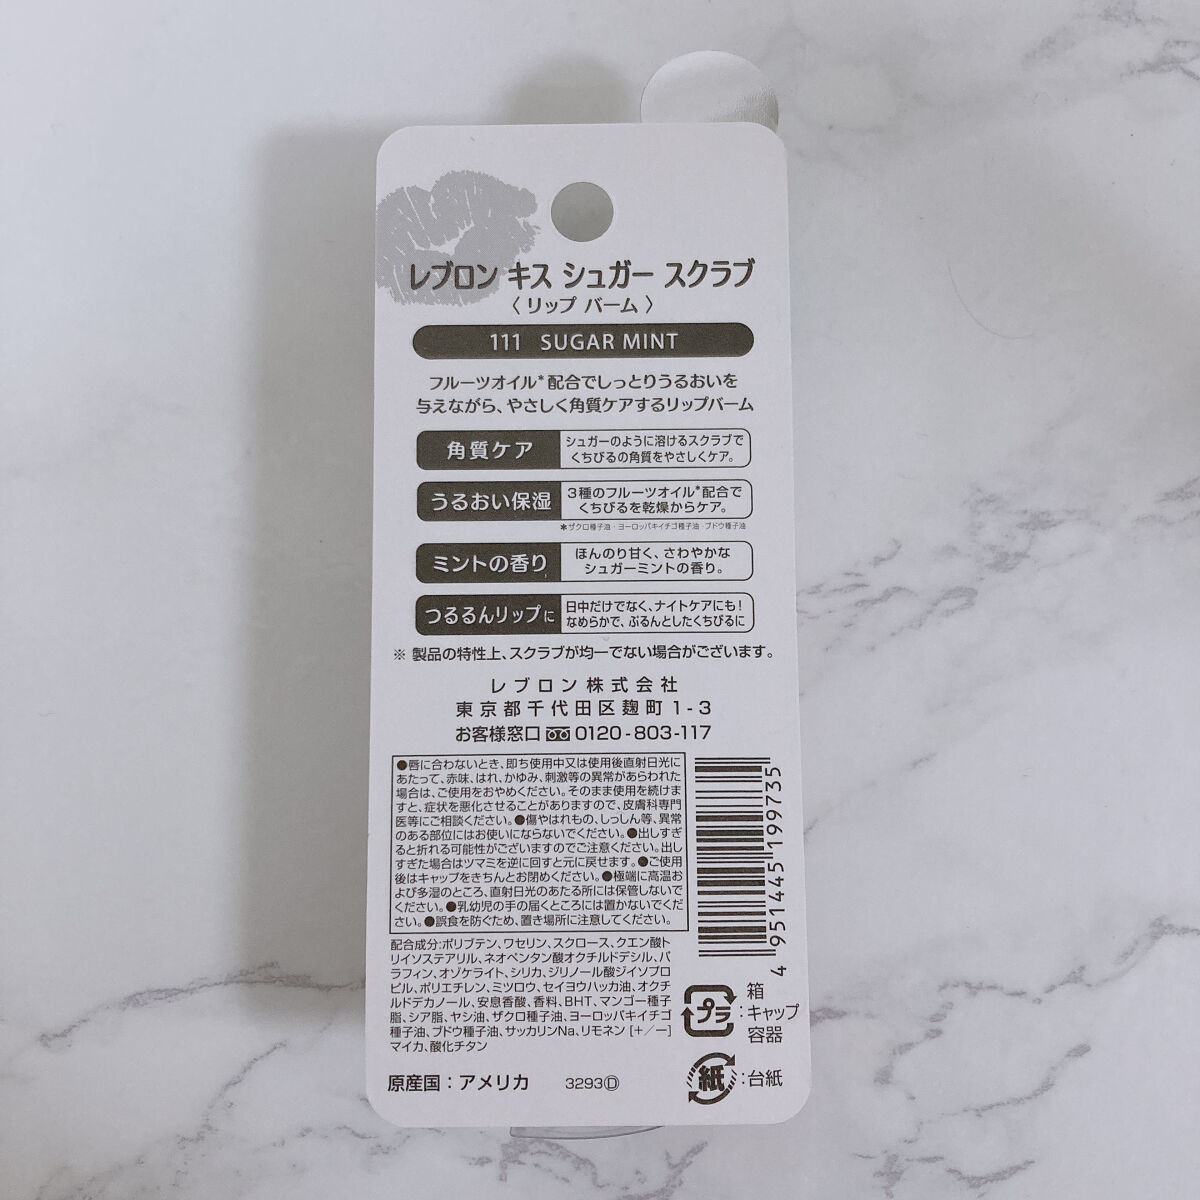 レブロン キス シュガー スクラブ
〈 リップ バーム 〉
111 SUGAR MINT
フルーツオイル*配合でしっとりうるおいを
与えながら、やさしく角質ケアするリップバーム
角質ケア
シュガーのように溶けるスクラブで
くちびるの角質をやさしくケア。
うるおい保湿
3種のフルーツオイル*配合で
くちびるを乾燥からケア。
*ザクロ種子油・ヨーロッパキイチゴ種子油・ブドウ種子油
ミントの香り
ほんのり甘く、さわやかな
シュガーミントの香り。
つるるんリップに
日中だけでなく、ナイトケアにも!
なめらかで、ぷるんとしたくちびるに
※ 製品の特性上、スクラブが均一でない場合がございます。
レブロン株式会社
東京都千代田区麹町1-3
お客様窓口 0120-803-117
●唇に合わないとき、即ち使用中又は使用後直射日光に
あたって、赤味、はれ、かゆみ、刺激等の異常があらわれた
場合は、ご使用をおやめください。そのまま使用を続けま
すと、症状を悪化させることがありますので、皮膚科専門
医等にご相談ください。●傷やはれもの、しっしん等、異常
のある部位にはお使いにならないでください。●出しすぎ
ると折れる可能性がございますのでご注意ください。出し
すぎた場合はツマミを逆に回すと元に戻せます。●ご使用
後はキャップをきちんとお閉めください。●極端に高温お
よび多湿のところ、直射日光のあたる所には保管しないで
ください。●乳幼児の手の届くところには置かないでくだ
さい。●誤食を防ぐため、置き場所に注意してください。
配合成分:ポリブテン、ワセリン、スクロース、クエン酸ト
リイソステアリル、ネオペンタン酸オクチルドデシル、パ
ラフィン、オゾケライト、シリカ、ジリノール酸ジイソプロ
ピル、ポリエチレン、ミツロウ、セイヨウハッカ油、オクチ
ルドデカノール、安息香酸、香料、BHT、マンゴー種子
脂、シア脂、ヤシ油、ザクロ種子油、ヨーロッパキイチゴ
種子油、ブドウ種子油、サッカリンNa、リモネン [+/-]
マイカ、酸化チタン
4 951445 199735
プラ
箱
:キャップ
容器
原産国:アメリカ
3293Ⓓ
紙
:台紙